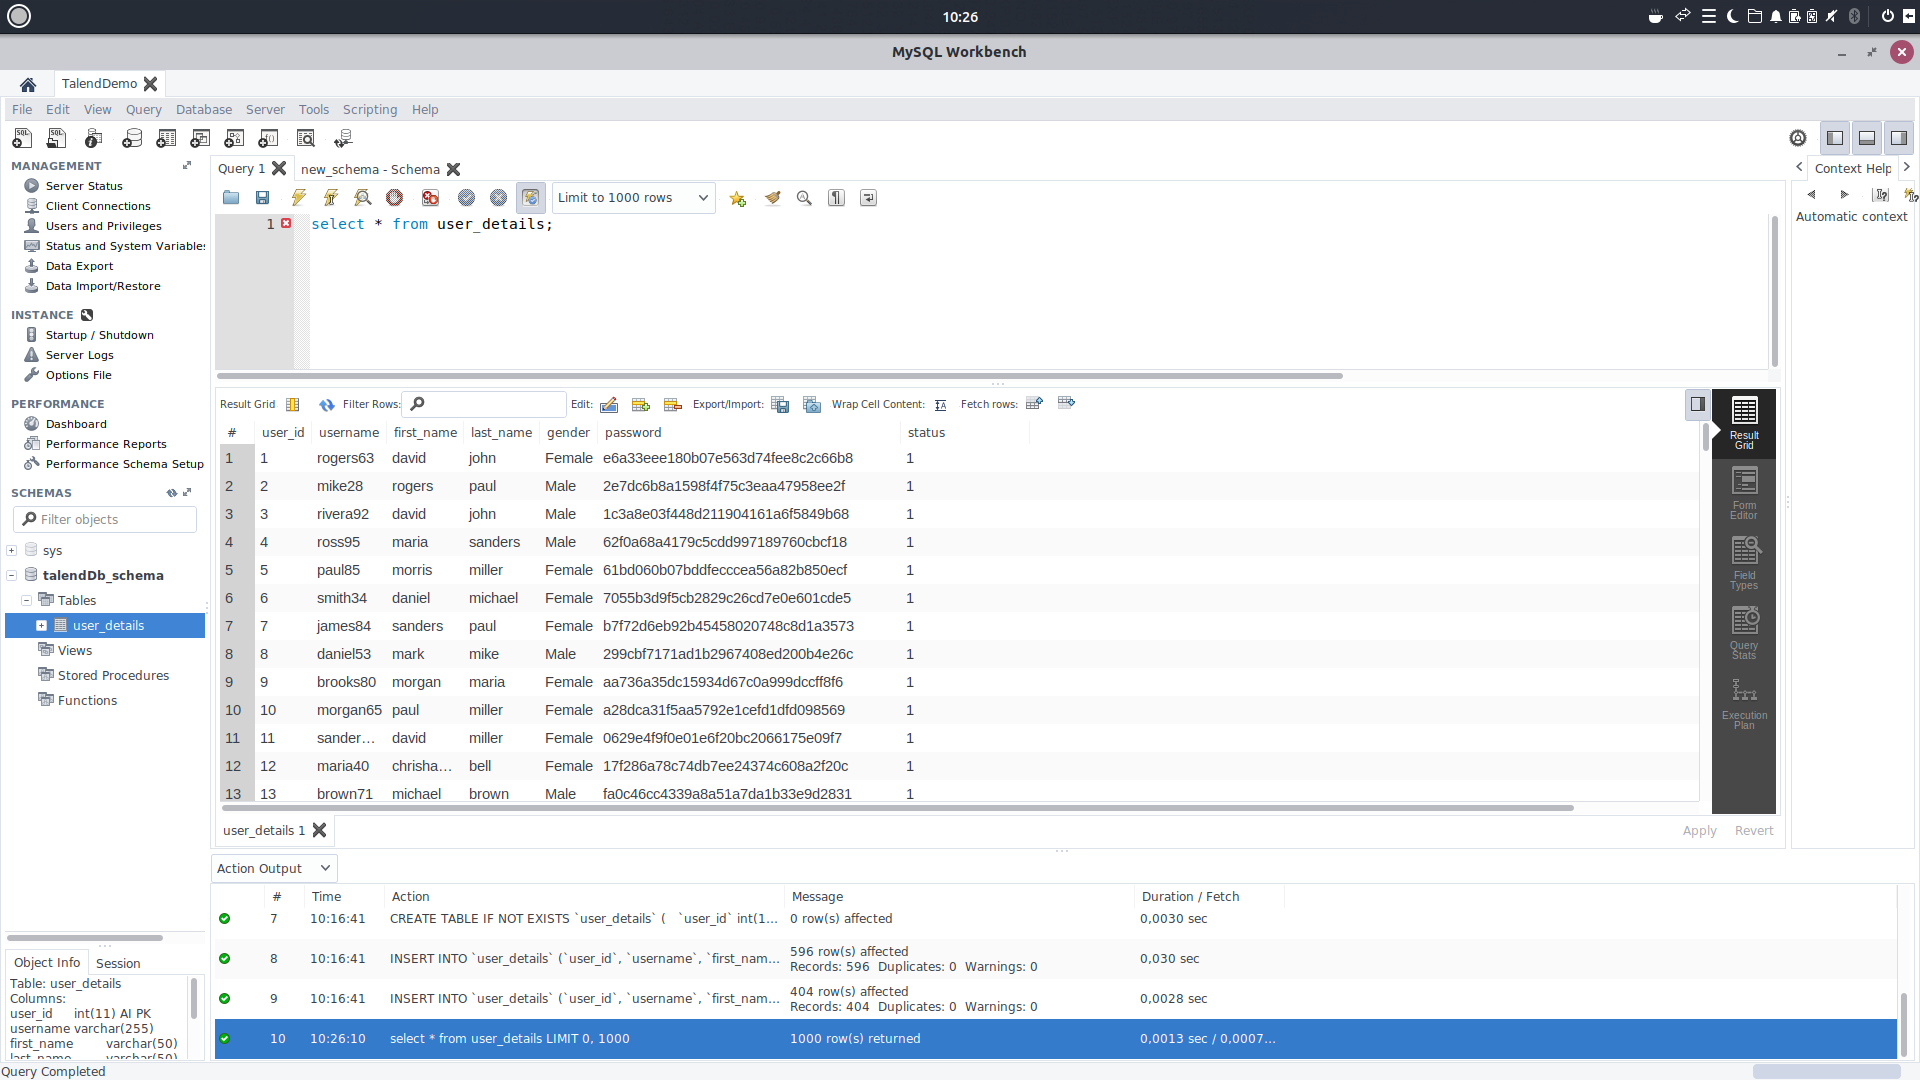 10:26
MySQL Workbench
TalendDemo
File Edit View Query Database Server Tools Scripting Help
MANAGEMENT
Server Status
Client Connections
Users and Privileges
Status and System Variables
Data Export
Data Import/Restore
INSTANCE
Startup / Shutdown
Server Logs
Options File
PERFORMANCE
Dashboard
Performance Reports
Performance Schema Setup
SCHEMAS
Filter objects
sys
talendDb_schema
Tables
user_details
Views
Stored Procedures
Functions
Object Info Session
Table: user_details
Columns:
user_id int(11) AI PK
username varchar(255)
first_name varchar(50)
last_name varchar(50)
Query 1 new_schema - Schema
Limit to 1000 rows
1 select * from user_details;
Context Help
Automatic context
Result Grid Filter Rows: Edit: Export/Import: Wrap Cell Content: Fetch rows:
# user_id username first_name last_name gender password status
1 1 rogers63 david john Female e6a33eee180b07e563d74fee8c2c66b8 1
2 2 mike28 rogers paul Male 2e7dc6b8a1598f4f75c3eaa47958ee2f 1
3 3 rivera92 david john Male 1c3a8e03f448d211904161a6f5849b68 1
4 4 ross95 maria sanders Male 62f0a68a4179c5cdd997189760cbcf18 1
5 5 paul85 morris miller Female 61bd060b07bddfecccea56a82b850ecf 1
6 6 smith34 daniel michael Female 7055b3d9f5cb2829c26cd7e0e601cde5 1
7 7 james84 sanders paul Female b7f72d6eb92b45458020748c8d1a3573 1
8 8 daniel53 mark mike Male 299cbf7171ad1b2967408ed200b4e26c 1
9 9 brooks80 morgan maria Female aa736a35dc15934d67c0a999dccff8f6 1
10 10 morgan65 paul miller Female a28dca31f5aa5792e1cefd1dfd098569 1
11 11 sander… david miller Female 0629e4f9f0e01e6f20bc2066175e09f7 1
12 12 maria40 chrisha… bell Female 17f286a78c74db7ee24374c608a2f20c 1
13 13 brown71 michael brown Male fa0c46cc4339a8a51a7da1b33e9d2831 1
Result
Grid
Form
Editor
Field
Types
Query
Stats
Execution
Plan
user_details 1
Apply Revert
Action Output
# Time Action Message Duration / Fetch
7 10:16:41 CREATE TABLE IF NOT EXISTS `user_details` ( `user_id` int(1… 0 row(s) affected 0,0030 sec
8 10:16:41 INSERT INTO `user_details` (`user_id`, `username`, `first_nam… 596 row(s) affected
Records: 596 Duplicates: 0 Warnings: 0 0,030 sec
9 10:16:41 INSERT INTO `user_details` (`user_id`, `username`, `first_nam… 404 row(s) affected
Records: 404 Duplicates: 0 Warnings: 0 0,0028 sec
10 10:26:10 select * from user_details LIMIT 0, 1000 1000 row(s) returned 0,0013 sec / 0,0007…
Query Completed